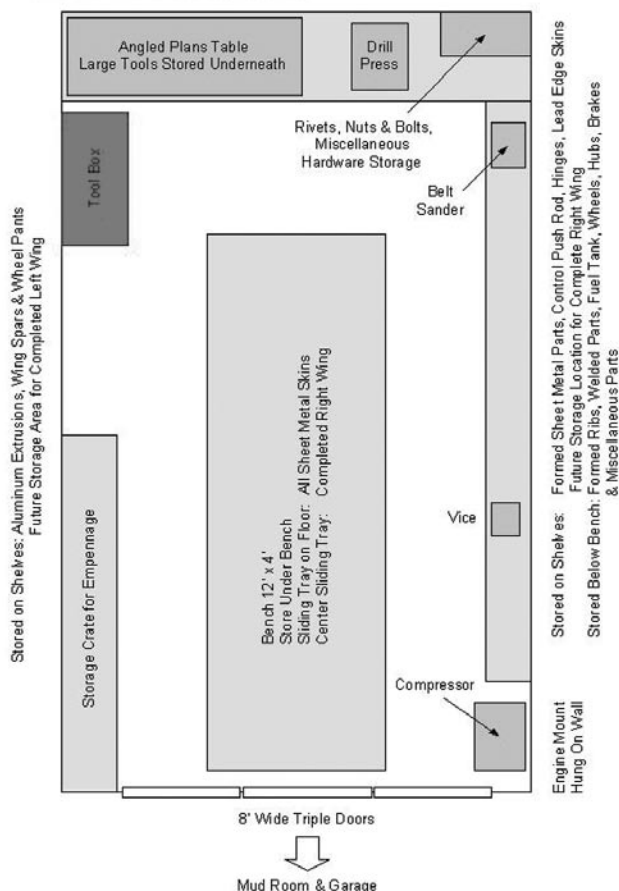 Angled Plans Table
Large Tools Stored Underneath
Drill
Press
Rivets, Nuts & Bolts,
Miscellaneous
Hardware Storage
Tool Box
Belt
Sander
Stored on Shelves: Aluminum Extrusions, Wing Spars & Wheel Pants
Future Storage Area for Completed Left Wing
Storage Crate for Empennage
Bench 12' x 4'
Store Under Bench
Sliding Tray on Floor: All Sheet Metal Skins
Center Sliding Tray: Completed Right Wing
Vice
Compressor
Stored on Shelves: Formed Sheet Metal Parts, Control Push Rod, Hinges, Lead Edge Skins
Future Storage Location for Complete Right Wing
Stored Below Bench: Formed Ribs, Welded Parts, Fuel Tank, Wheels, Hubs, Brakes
& Miscellaneous Parts
Engine Mount
Hung On Wall
8' Wide Triple Doors
Mud Room & Garage